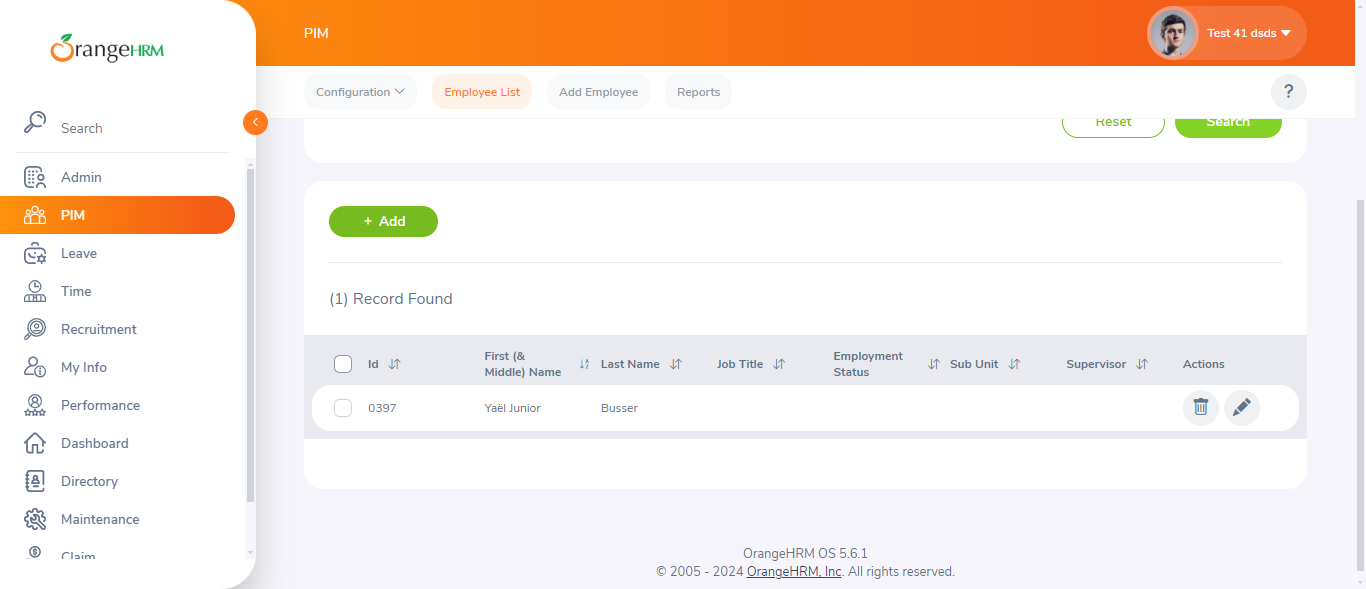 OrangeHRM
Search
Admin
PIM
Leave
Time
Recruitment
My Info
Performance
Dashboard
Directory
Maintenance
Claim
PIM
Test 41 dsds
Configuration
Employee List
Add Employee
Reports
?
Reset
Search
+ Add
(1) Record Found
Id
First (&
Middle) Name
Last Name
Job Title
Employment
Status
Sub Unit
Supervisor
Actions
0397
Yaël Junior
Busser
OrangeHRM OS 5.6.1
© 2005 - 2024 OrangeHRM, Inc. All rights reserved.